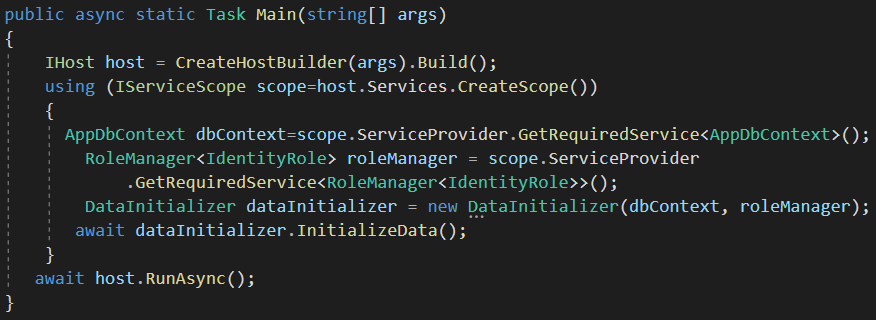 public async static Task Main(string[] args)
{
IHost host = CreateHostBuilder(args).Build();
using (IServiceScope scope=host.Services.CreateScope())
{
AppDbContext dbContext=scope.ServiceProvider.GetRequiredService<AppDbContext>();
RoleManager<IdentityRole> roleManager = scope.ServiceProvider
.GetRequiredService<RoleManager<IdentityRole>>();
DataInitializer dataInitializer = new DataInitializer(dbContext, roleManager);
await dataInitializer.InitializeData();
}
await host.RunAsync();
}